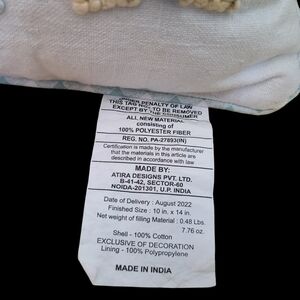 THIS TAG
PENALTY OF LAW
EXCEPT BY
TO BE REMOVED
THE CONSUMER
ALL NEW MATERIAL
consisting of
100% POLYESTER FIBER
REG. NO. PA-27893(IN)
Certification is made by the manufacturer
that the materials in this article are
described in accordance with law
MADE BY:
ATIRA DESIGNS PVT. LTD.
B-41-42, SECTOR-60
NOIDA-201301, U.P. INDIA
Date of Delivery : August 2022
Finished Size : 10 in. x 14 in.
Net weight of filling Material : 0.48 Lbs.
7.76 oz.
Shell - 100% Cotton
EXCLUSIVE OF DECORATION
Lining - 100% Polypropylene
MADE IN INDIA